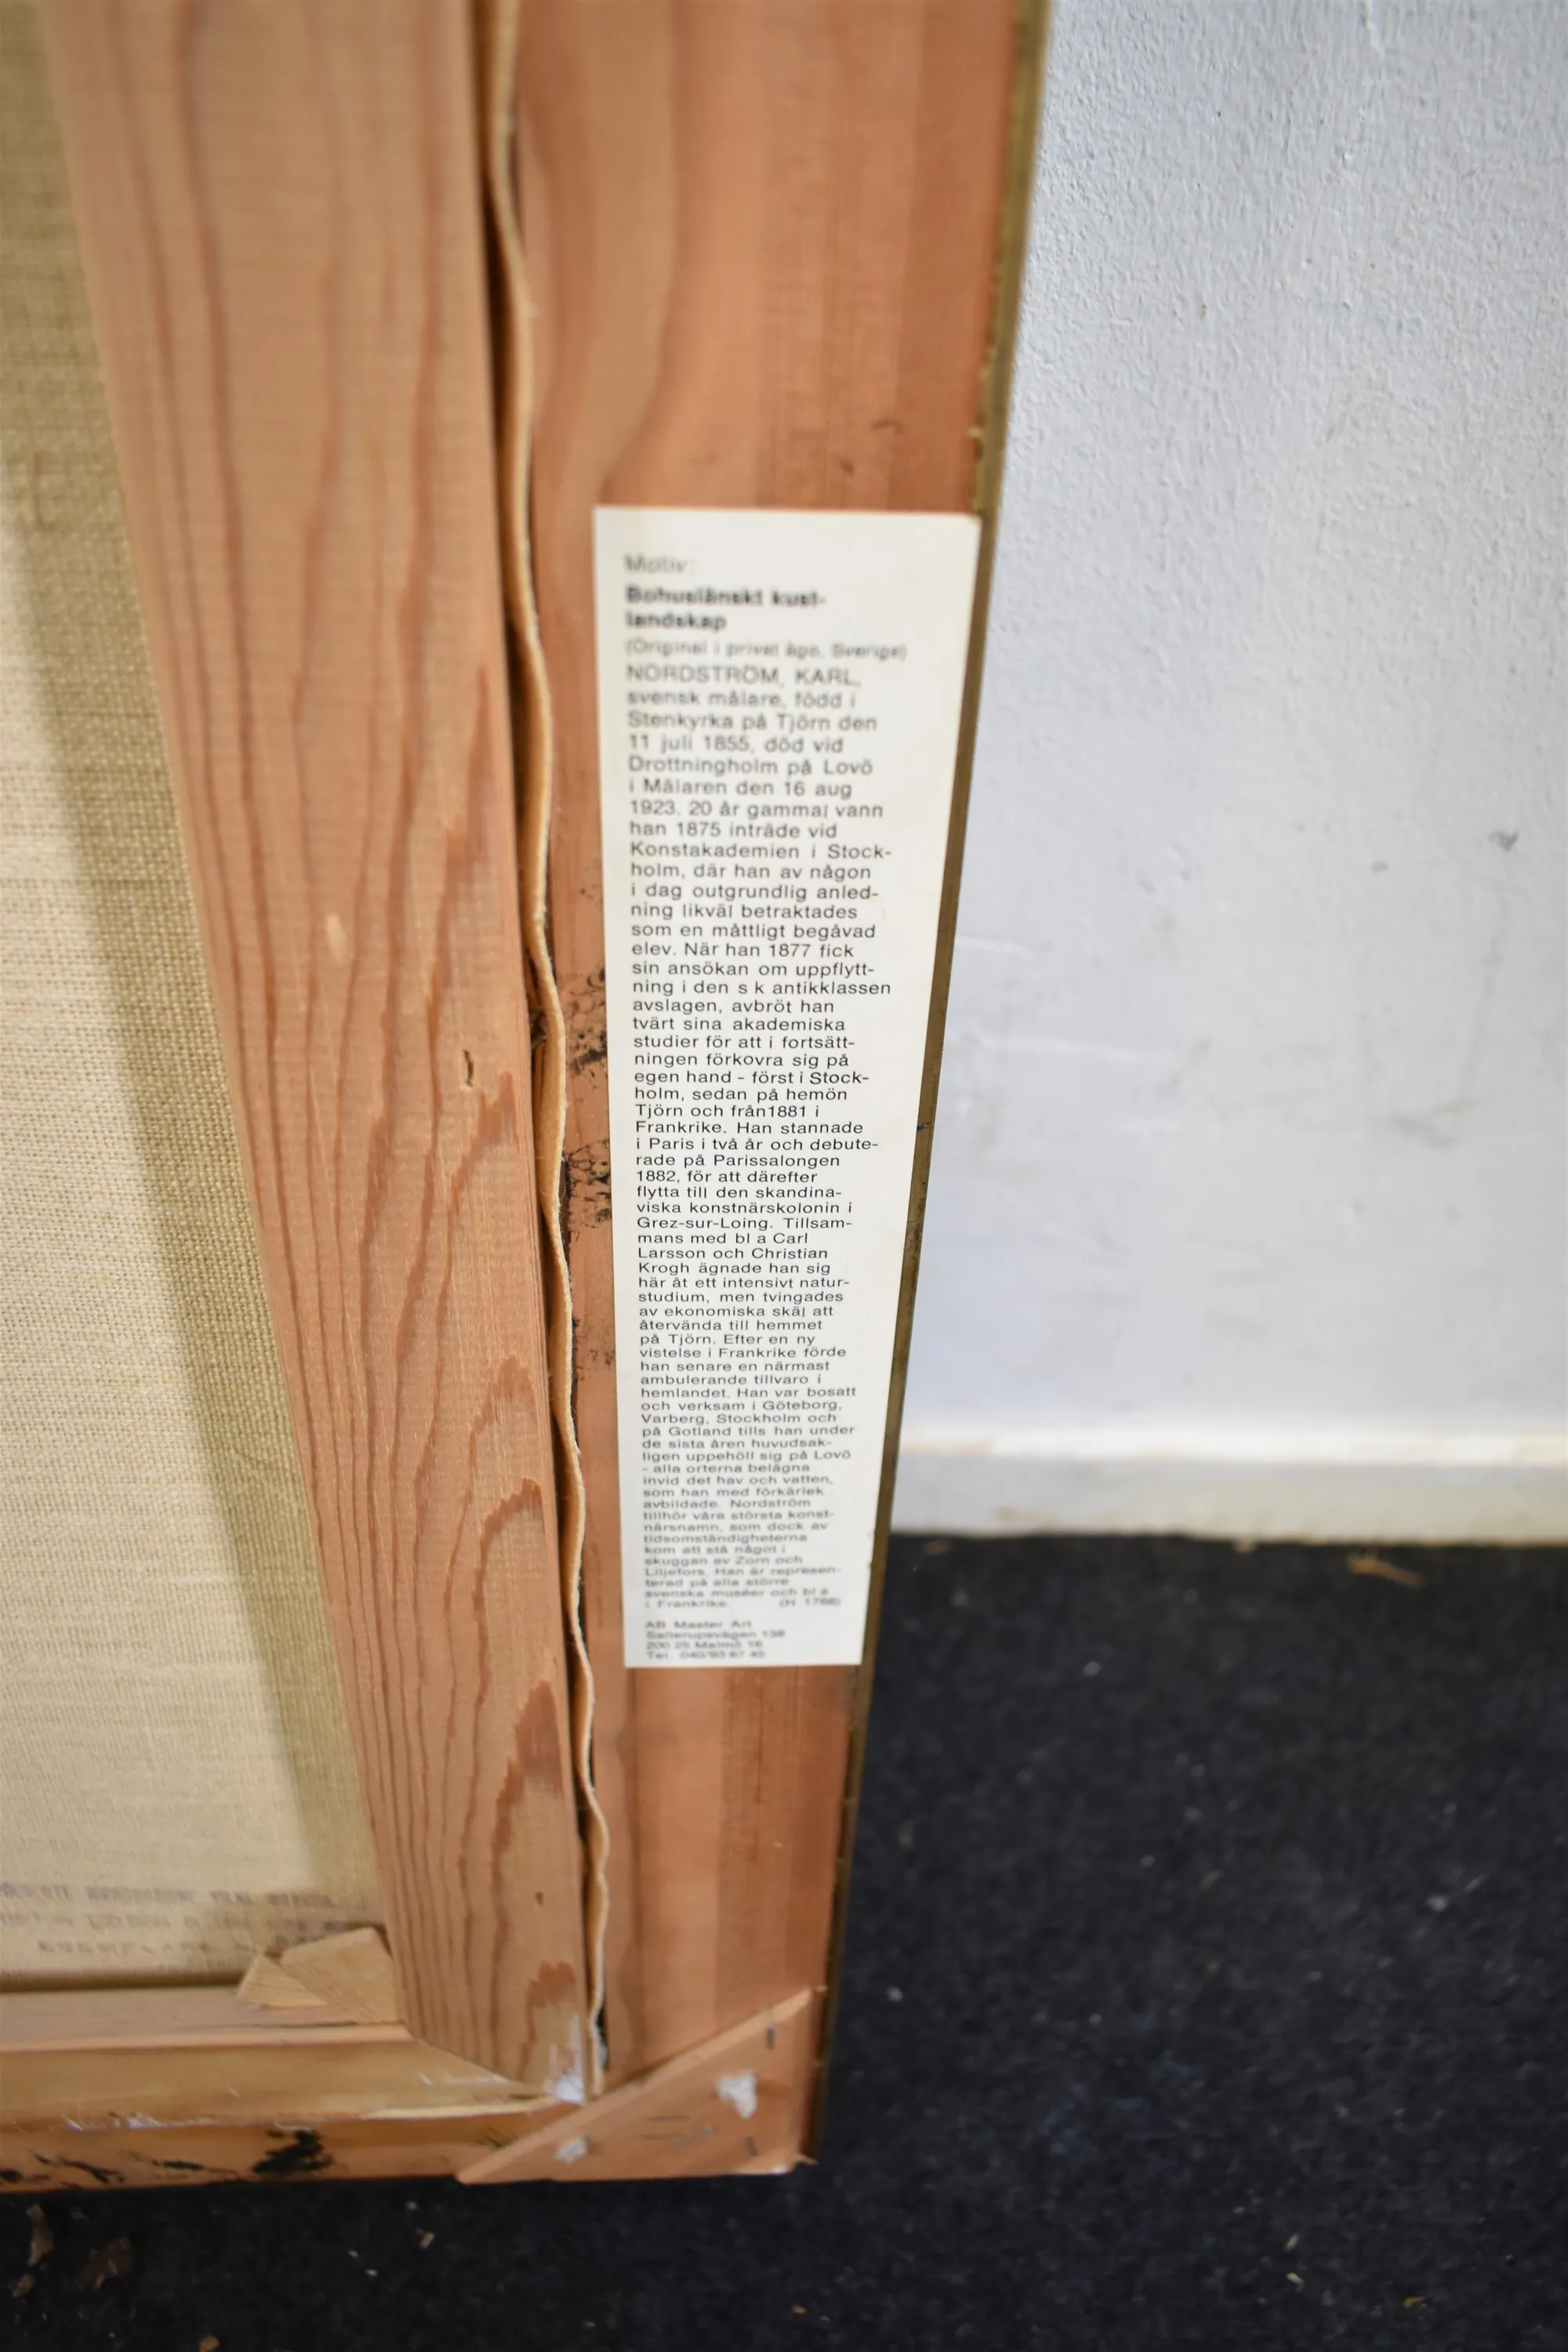 Motiv:
Bohuslänskt kust-
landskap
(Original i privat ägo, Sverige)
NORDSTRÖM, KARL,
svensk målare, född i
Stenkyrka på Tjörn den
11 juli 1855, död vid
Drottningholm på Lovö
i Mälaren den 16 aug
1923. 20 år gammal vann
han 1875 inträde vid
Konstakademien i Stock-
holm, där han av någon
i dag outgrundlig anled-
ning likväl betraktades
som en måttligt begåvad
elev. När han 1877 fick
sin ansökan om uppflytt-
ning i den s k antikklassen
avslagen, avbröt han
tvärt sina akademiska
studier för att i fortsätt-
ningen förkovra sig på
egen hand - först i Stock-
holm, sedan på hemön
Tjörn och från1881 i
Frankrike. Han stannade
i Paris i två år och debute-
rade på Parissalongen
1882, för att därefter
flytta till den skandina-
viska konstnärskolonin i
Grez-sur-Loing. Tillsam-
mans med bl a Carl
Larsson och Christian
Krogh ägnade han sig
här åt ett intensivt natur-
studium, men tvingades
av ekonomiska skäl att
återvända till hemmet
på Tjörn. Efter en ny
vistelse i Frankrike förde
han senare en närmast
ambulerande tillvaro i
hemlandet. Han var bosatt
och verksam i Göteborg,
Varberg, Stockholm och
på Gotland tills han under
de sista åren huvudsak-
ligen uppehöll sig på Lovö
- alla orterna belägna
invid det hav och vatten,
som han med förkärlek
avbildade. Nordström
tillhör våra största konst-
närsnamn, som dock av
tidsomständigheterna
kom att stå något i
skuggan av Zorn och
Liljefors. Han är represen-
terad på alla större
svenska muséer och bl a
i Frankrike. (H 1766)
AB Master Art
Sallerupsvägen 138
200 25 Malmö 16
Tel.